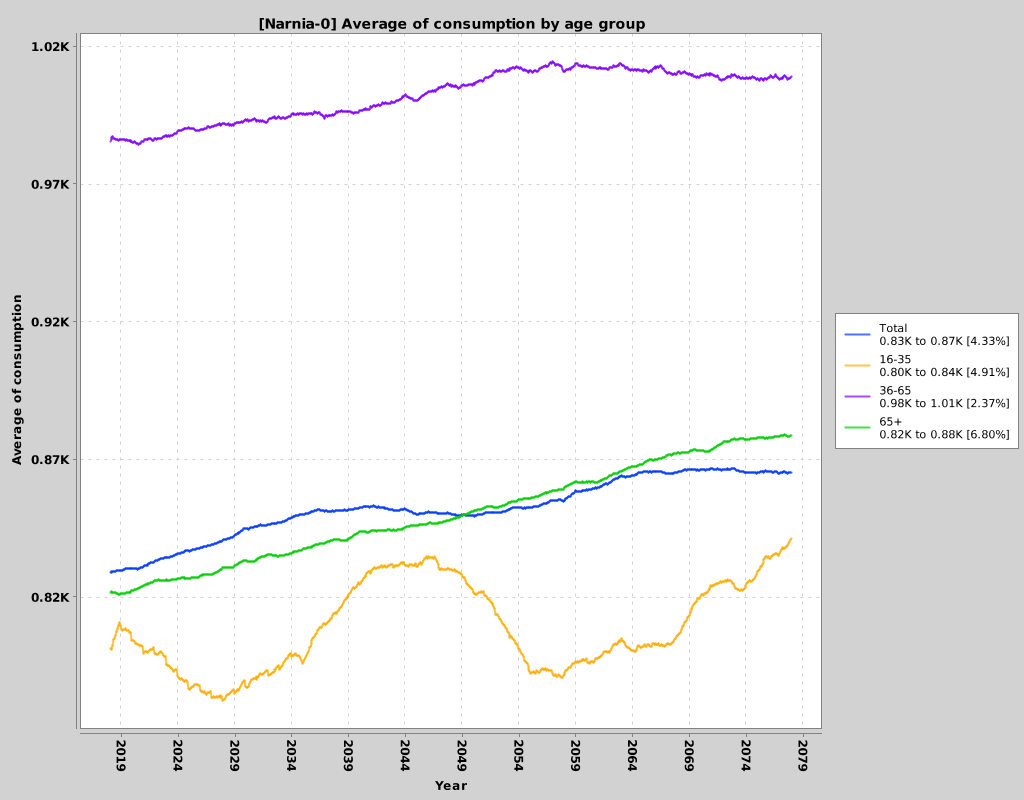 [Narnia-0] Average of consumption by age group
1.02K
0.97K
0.92K
0.87K
0.82K
Average of consumption
2019
2024
2029
2034
2039
2044
2049
2054
2059
2064
2069
2074
2079
Year
Total
0.83K to 0.87K [4.33%]
16-35
0.80K to 0.84K [4.91%]
36-65
0.98K to 1.01K [2.37%]
65+
0.82K to 0.88K [6.80%]